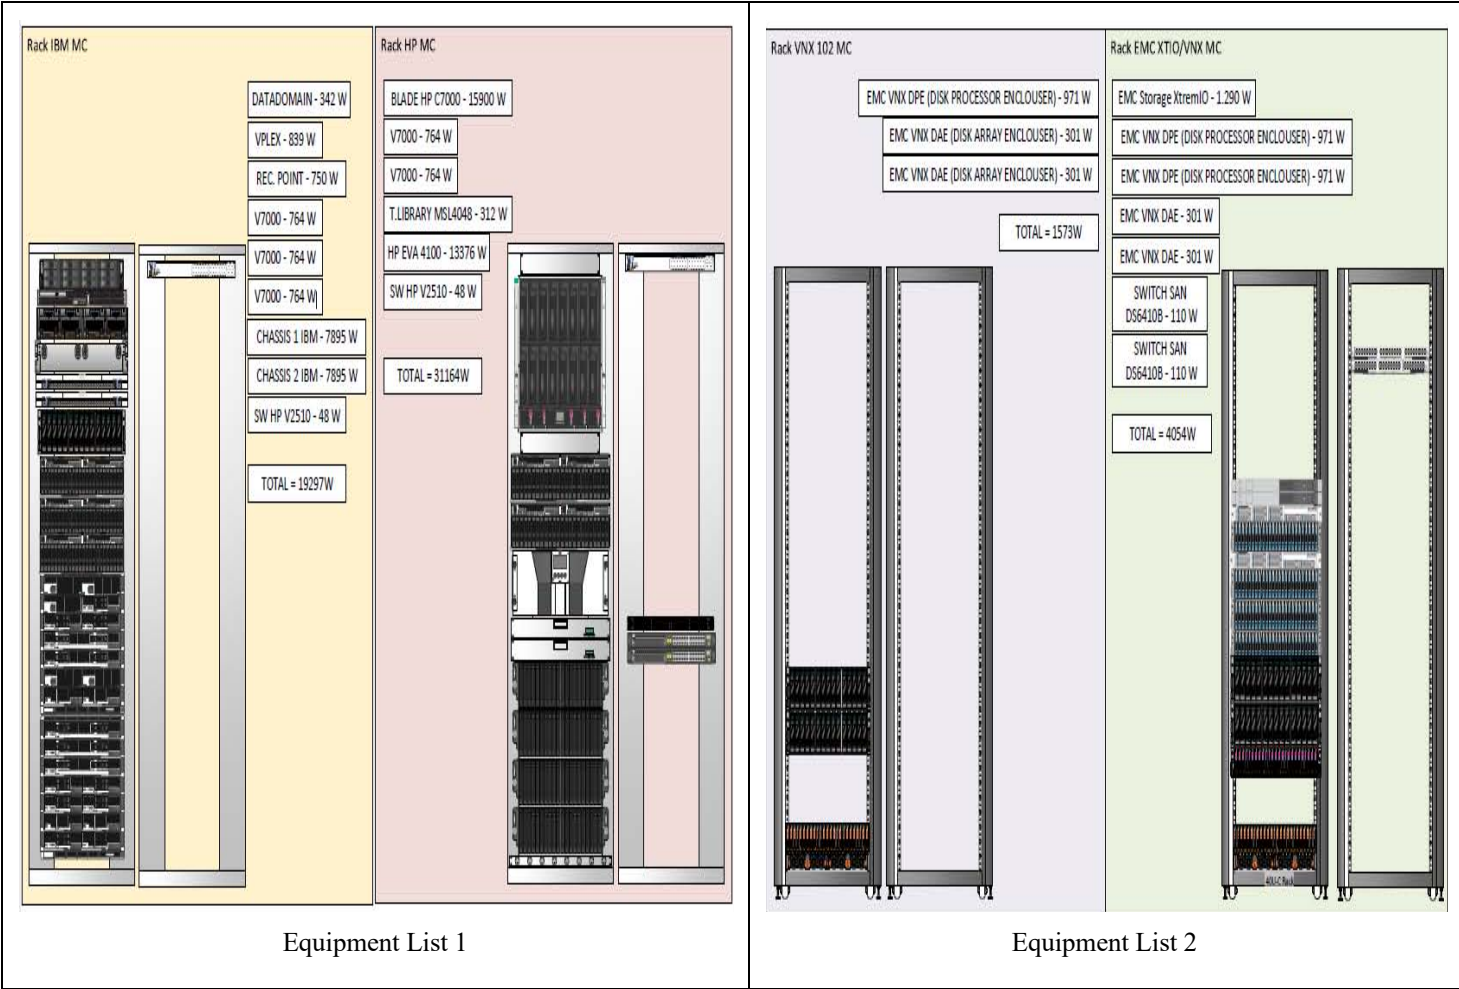 Rack IBM MC
DATADOMAIN - 342 W
VPLEX - 839 W
REC. POINT - 750 W
V7000 - 764 W
V7000 - 764 W
V7000 - 764 W
CHASSIS 1 IBM - 7895 W
CHASSIS 2 IBM - 7895 W
SW HP V2510 - 48 W
TOTAL = 19297W
Rack HP MC
BLADE HP C7000 - 15900 W
V7000 - 764 W
V7000 - 764 W
T.LIBRARY MSL4048 - 312 W
HP EVA 4100 - 13376 W
SW HP V2510 - 48 W
TOTAL = 31164W
Equipment List 1
Rack VNX 102 MC
EMC VNX DPE (DISK PROCESSOR ENCLOUSER) - 971 W
EMC VNX DAE (DISK ARRAY ENCLOUSER) - 301 W
EMC VNX DAE (DISK ARRAY ENCLOUSER) - 301 W
TOTAL = 1573W
Rack EMC XTIO/VNX MC
EMC Storage XtremIO - 1.290 W
EMC VNX DPE (DISK PROCESSOR ENCLOUSER) - 971 W
EMC VNX DPE (DISK PROCESSOR ENCLOUSER) - 971 W
EMC VNX DAE - 301 W
EMC VNX DAE - 301 W
SWITCH SAN
DS6410B - 110 W
SWITCH SAN
DS6410B - 110 W
TOTAL = 4054W
40U-C Rack
Equipment List 2